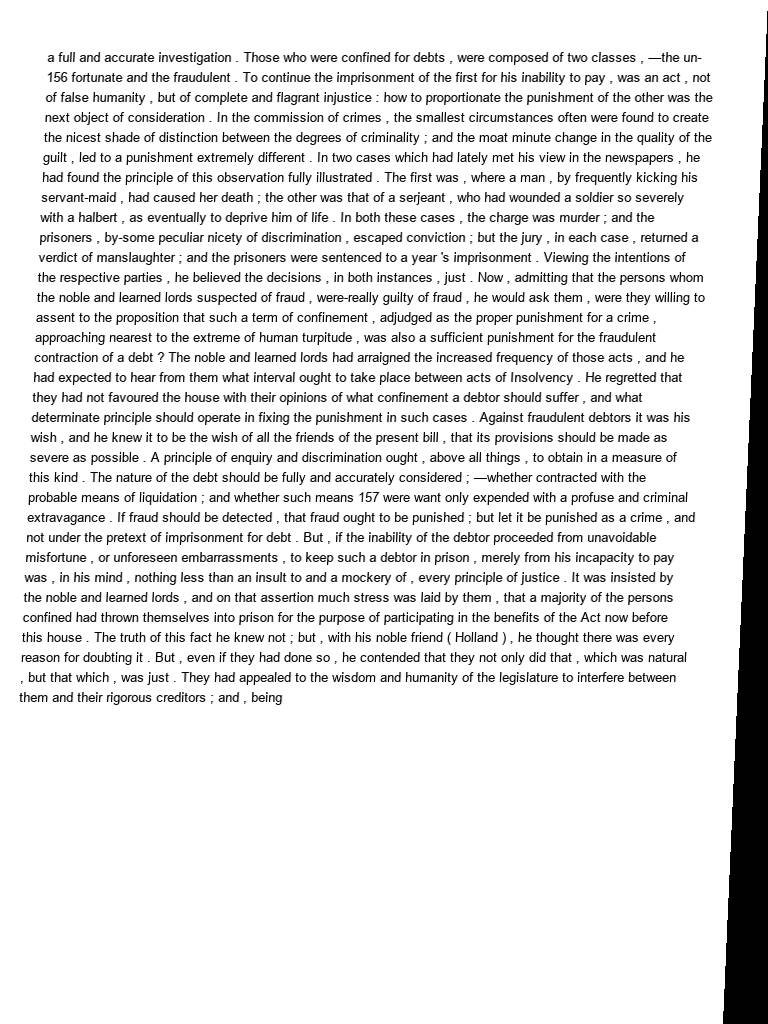 a full and accurate investigation . Those who were confined for debts , were composed of two classes , —the un-
156 fortunate and the fraudulent . To continue the imprisonment of the first for his inability to pay , was an act , not
of false humanity , but of complete and flagrant injustice : how to proportionate the punishment of the other was the
next object of consideration . In the commission of crimes , the smallest circumstances often were found to create
the nicest shade of distinction between the degrees of criminality ; and the moat minute change in the quality of the
guilt , led to a punishment extremely different . In two cases which had lately met his view in the newspapers , he
had found the principle of this observation fully illustrated . The first was , where a man , by frequently kicking his
servant-maid , had caused her death ; the other was that of a serjeant , who had wounded a soldier so severely
with a halbert , as eventually to deprive him of life . In both these cases , the charge was murder ; and the
prisoners , by-some peculiar nicety of discrimination , escaped conviction ; but the jury , in each case , returned a
verdict of manslaughter ; and the prisoners were sentenced to a year 's imprisonment . Viewing the intentions of
the respective parties , he believed the decisions , in both instances , just . Now , admitting that the persons whom
the noble and learned lords suspected of fraud , were-really guilty of fraud , he would ask them , were they willing to
assent to the proposition that such a term of confinement , adjudged as the proper punishment for a crime ,
approaching nearest to the extreme of human turpitude , was also a sufficient punishment for the fraudulent
contraction of a debt ? The noble and learned lords had arraigned the increased frequency of those acts , and he
had expected to hear from them what interval ought to take place between acts of Insolvency . He regretted that
they had not favoured the house with their opinions of what confinement a debtor should suffer , and what
determinate principle should operate in fixing the punishment in such cases . Against fraudulent debtors it was his
wish , and he knew it to be the wish of all the friends of the present bill , that its provisions should be made as
severe as possible . A principle of enquiry and discrimination ought , above all things , to obtain in a measure of
this kind . The nature of the debt should be fully and accurately considered ; —whether contracted with the
probable means of liquidation ; and whether such means 157 were want only expended with a profuse and criminal
extravagance . If fraud should be detected , that fraud ought to be punished ; but let it be punished as a crime , and
not under the pretext of imprisonment for debt . But , if the inability of the debtor proceeded from unavoidable
misfortune , or unforeseen embarrassments , to keep such a debtor in prison , merely from his incapacity to pay
was , in his mind , nothing less than an insult to and a mockery of , every principle of justice . It was insisted by
the noble and learned lords , and on that assertion much stress was laid by them , that a majority of the persons
confined had thrown themselves into prison for the purpose of participating in the benefits of the Act now before
this house . The truth of this fact he knew not ; but , with his noble friend ( Holland ) , he thought there was every
reason for doubting it . But , even if they had done so , he contended that they not only did that , which was natural
, but that which , was just . They had appealed to the wisdom and humanity of the legislature to interfere between
them and their rigorous creditors ; and , being